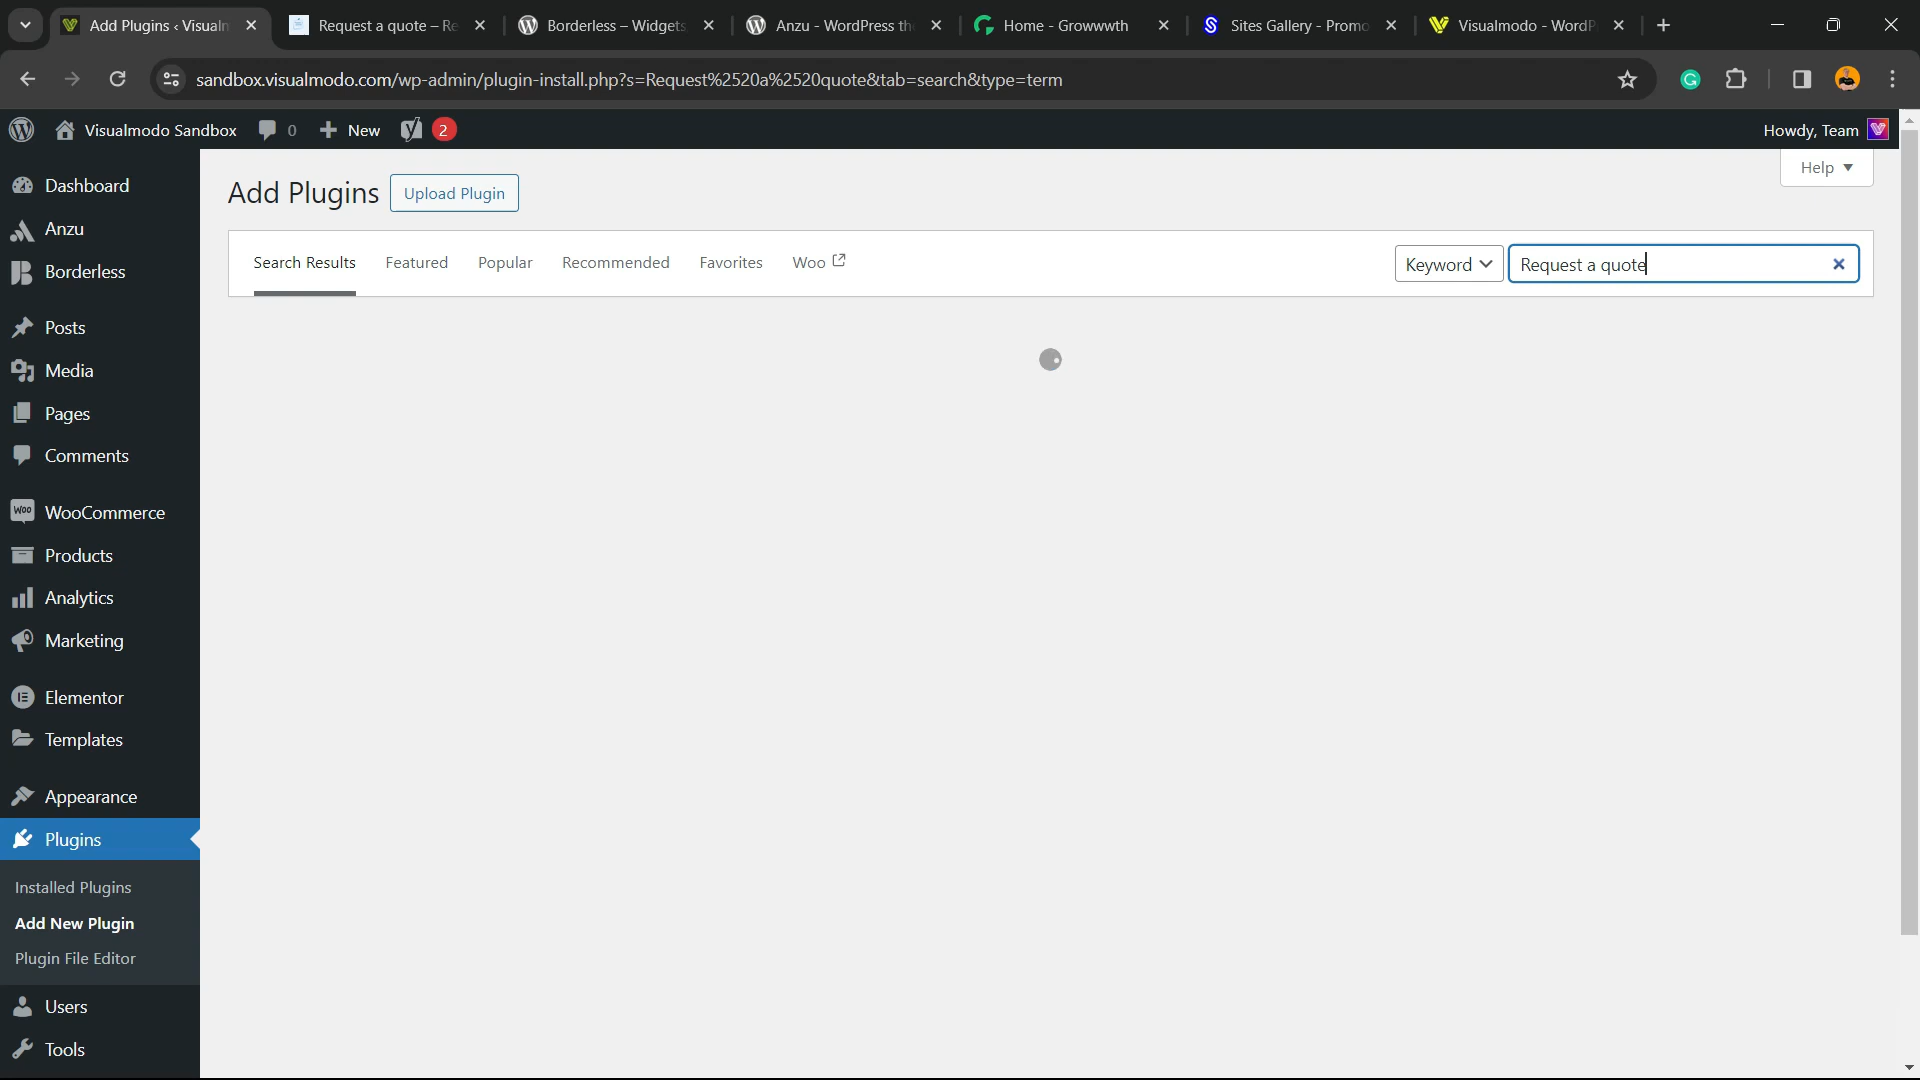 Add Plugins ‹ Visualm
Request a quote – Re
Borderless – Widgets
Anzu - WordPress th
Home - Growwwth
Sites Gallery - Promo
Visualmodo - WordP
sandbox.visualmodo.com/wp-admin/plugin-install.php?s=Request%2520a%2520quote&tab=search&type=term
Visualmodo Sandbox
0
New
2
Howdy, Team
Dashboard
Anzu
Borderless
Posts
Media
Pages
Comments
Woo
WooCommerce
Products
Analytics
Marketing
Elementor
Templates
Appearance
Plugins
Installed Plugins
Add New Plugin
Plugin File Editor
Users
Tools
Help
Add Plugins
Upload Plugin
Search Results
Featured
Popular
Recommended
Favorites
Woo
Keyword
Request a quote